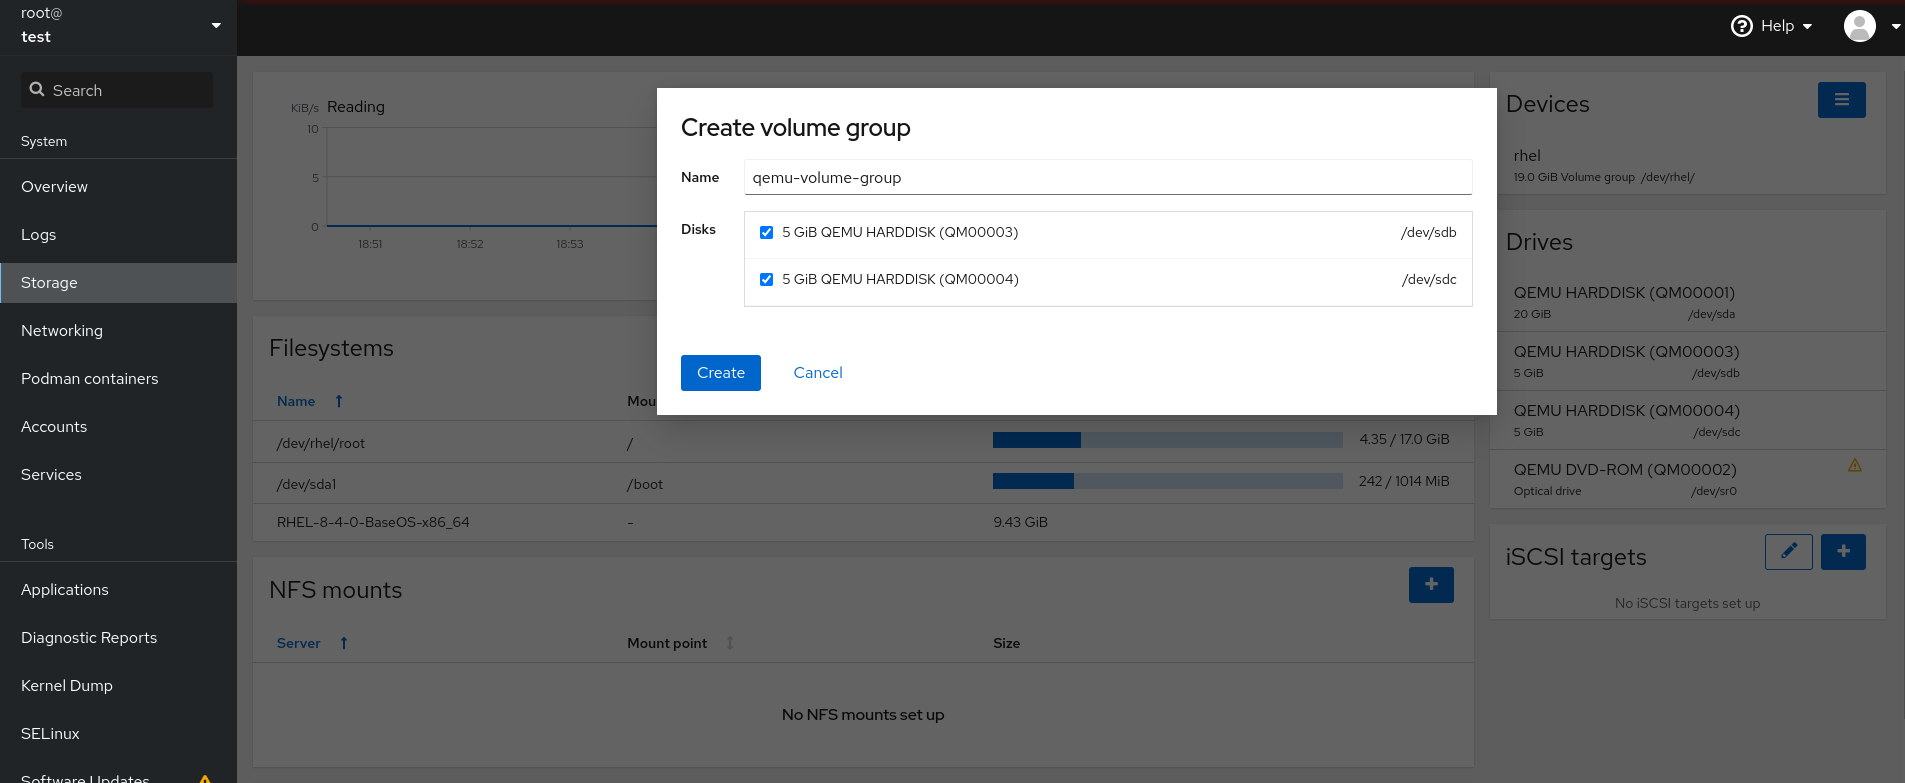 root@
test
Search
System
Overview
Logs
Storage
Networking
Podman containers
Accounts
Services
Tools
Applications
Diagnostic Reports
Kernel Dump
SELinux
Software Updates
Help
KiB/s Reading
10
5
0
18:51 18:52 18:53
Create volume group
Name qemu-volume-group
Disks 5 GiB QEMU HARDDISK (QM00003) /dev/sdb
5 GiB QEMU HARDDISK (QM00004) /dev/sdc
Create Cancel
Filesystems
Name Mou
/dev/rhel/root / 4.35 / 17.0 GiB
/dev/sda1 /boot 242 / 1014 MiB
RHEL-8-4-0-BaseOS-x86_64 - 9.43 GiB
NFS mounts
Server Mount point Size
No NFS mounts set up
Devices
rhel
19.0 GiB Volume group /dev/rhel/
Drives
QEMU HARDDISK (QM00001)
20 GiB /dev/sda
QEMU HARDDISK (QM00003)
5 GiB /dev/sdb
QEMU HARDDISK (QM00004)
5 GiB /dev/sdc
QEMU DVD-ROM (QM00002)
Optical drive /dev/sr0
iSCSI targets
No iSCSI targets set up